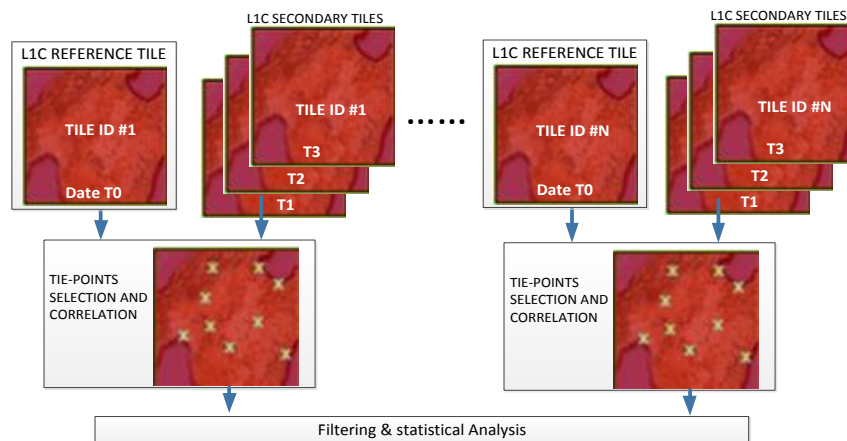 L1C REFERENCE TILE
TILE ID #1
Date T0
L1C SECONDARY TILES
TILE ID #1
T3
T2
T1
......
L1C REFERENCE TILE
TILE ID #N
Date T0
L1C SECONDARY TILES
TILE ID #N
T3
T2
T1
TIE-POINTS
SELECTION AND
CORRELATION
TIE-POINTS
SELECTION AND
CORRELATION
Filtering & statistical Analysis